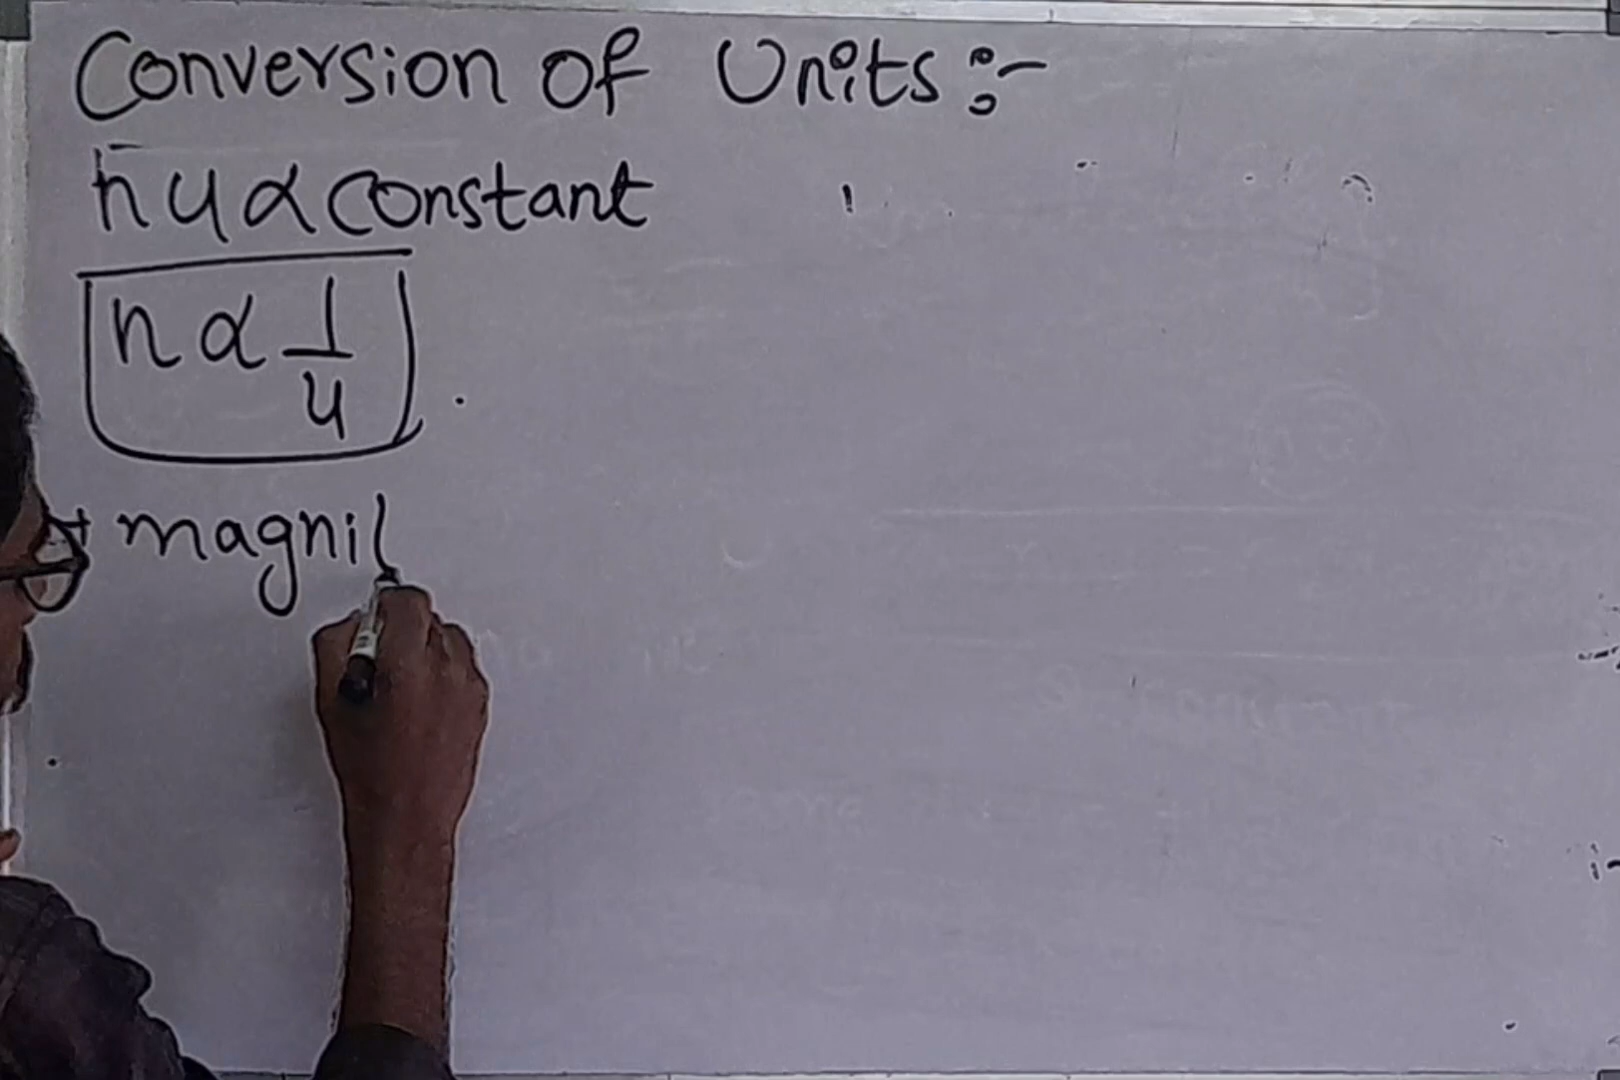 Conversion of Units :-
nu α constant
n α 1/u
magni